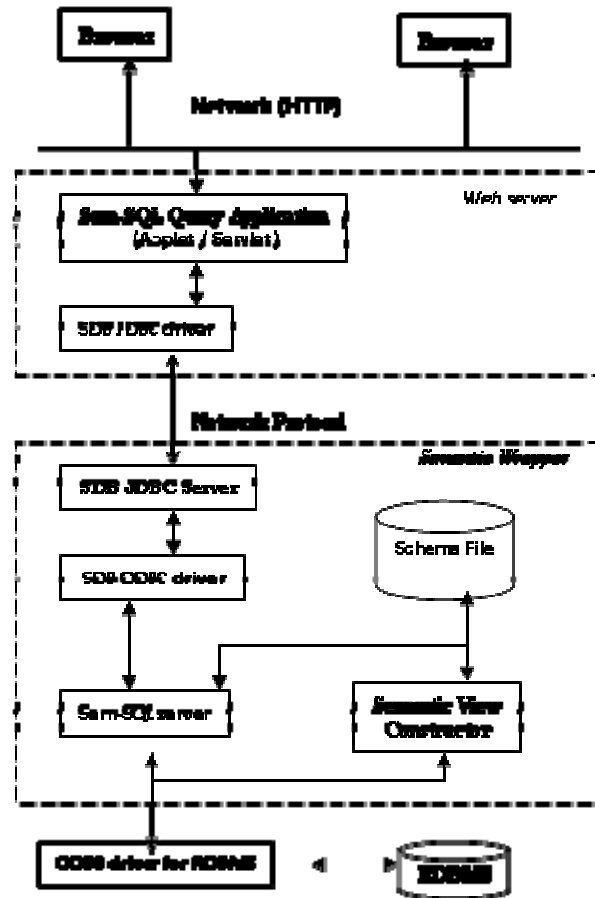 Browser
Browser
Network (HTTP)
Web server
Sem-SQL Query Application
(Applet / Servlet)
SDB JDBC driver
Network Protocol
Semantic Wrapper
SDB JDBC Server
Schema File
SDB ODBC driver
Sem-SQL server
Semantic View
Constructor
ODBC driver for RDBMS
RDBMS